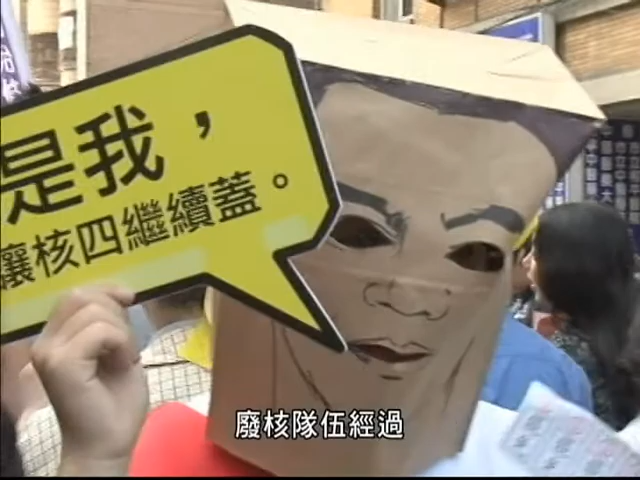 是我，
讓核四繼續蓋。
廢核隊伍經過